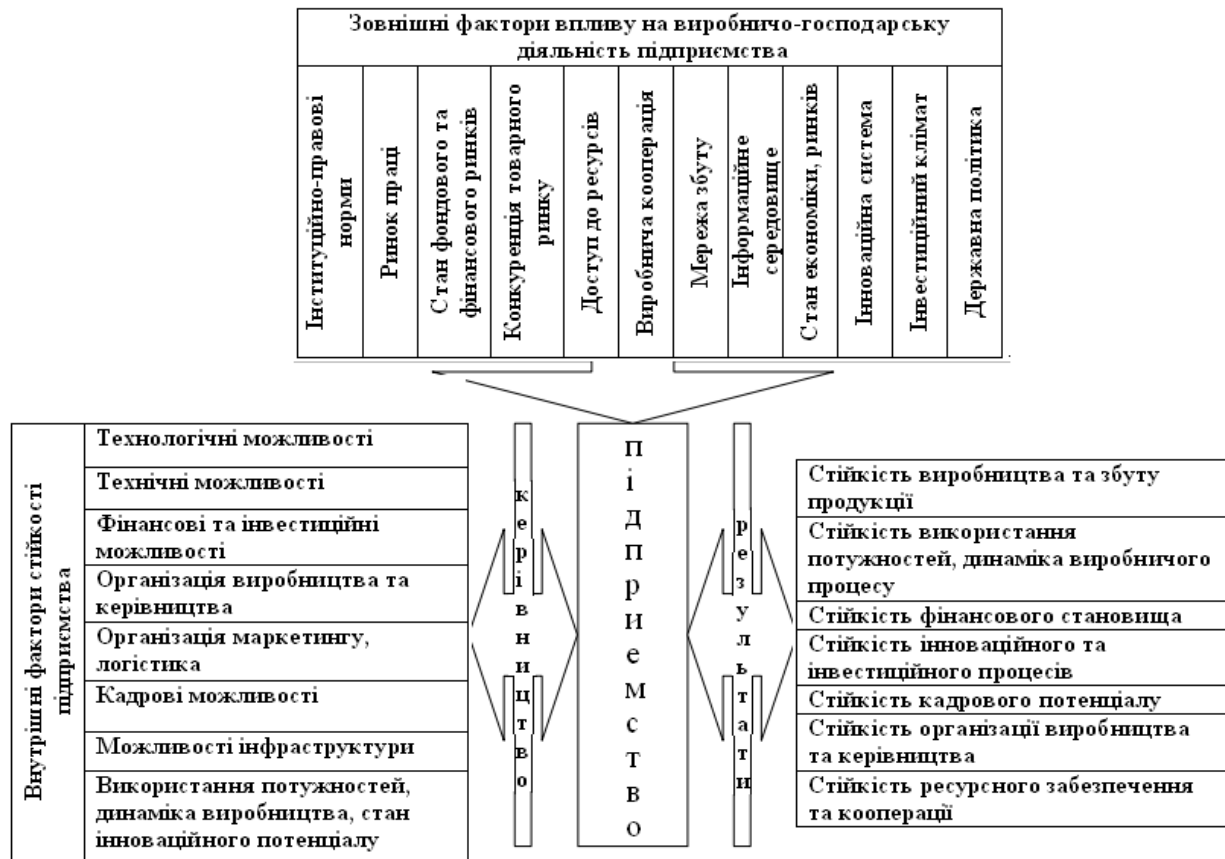 Зовнішні фактори впливу на виробничо-господарську
діяльність підприємства
Інституційно-правові
норми
Ринок праці
Стан фондового та
фінансового ринків
Конкуренція товарного
ринку
Доступ до ресурсів
Виробнича кооперація
Мережа збуту
Інформаційне
середовище
Стан економіки, ринків
Інноваційна система
Інвестиційний клімат
Державна політика
Внутрішні фактори стійкості
підприємства
Технологічні можливості
Технічні можливості
Фінансові та інвестиційні
можливості
Організація виробництва та
керівництва
Організація маркетингу,
логістика
Кадрові можливості
Можливості інфраструктури
Використання потужностей,
динаміка виробництва, стан
інноваційного потенціалу
керівництво
підприемство
результати
Стійкість виробництва та збуту
продукції
Стійкість використання
потужностей, динаміка виробничого
процесу
Стійкість фінансового становища
Стійкість інноваційного та
інвестиційного процесів
Стійкість кадрового потенціалу
Стійкість організації виробництва
та керівництва
Стійкість ресурсного забезпечення
та кооперації